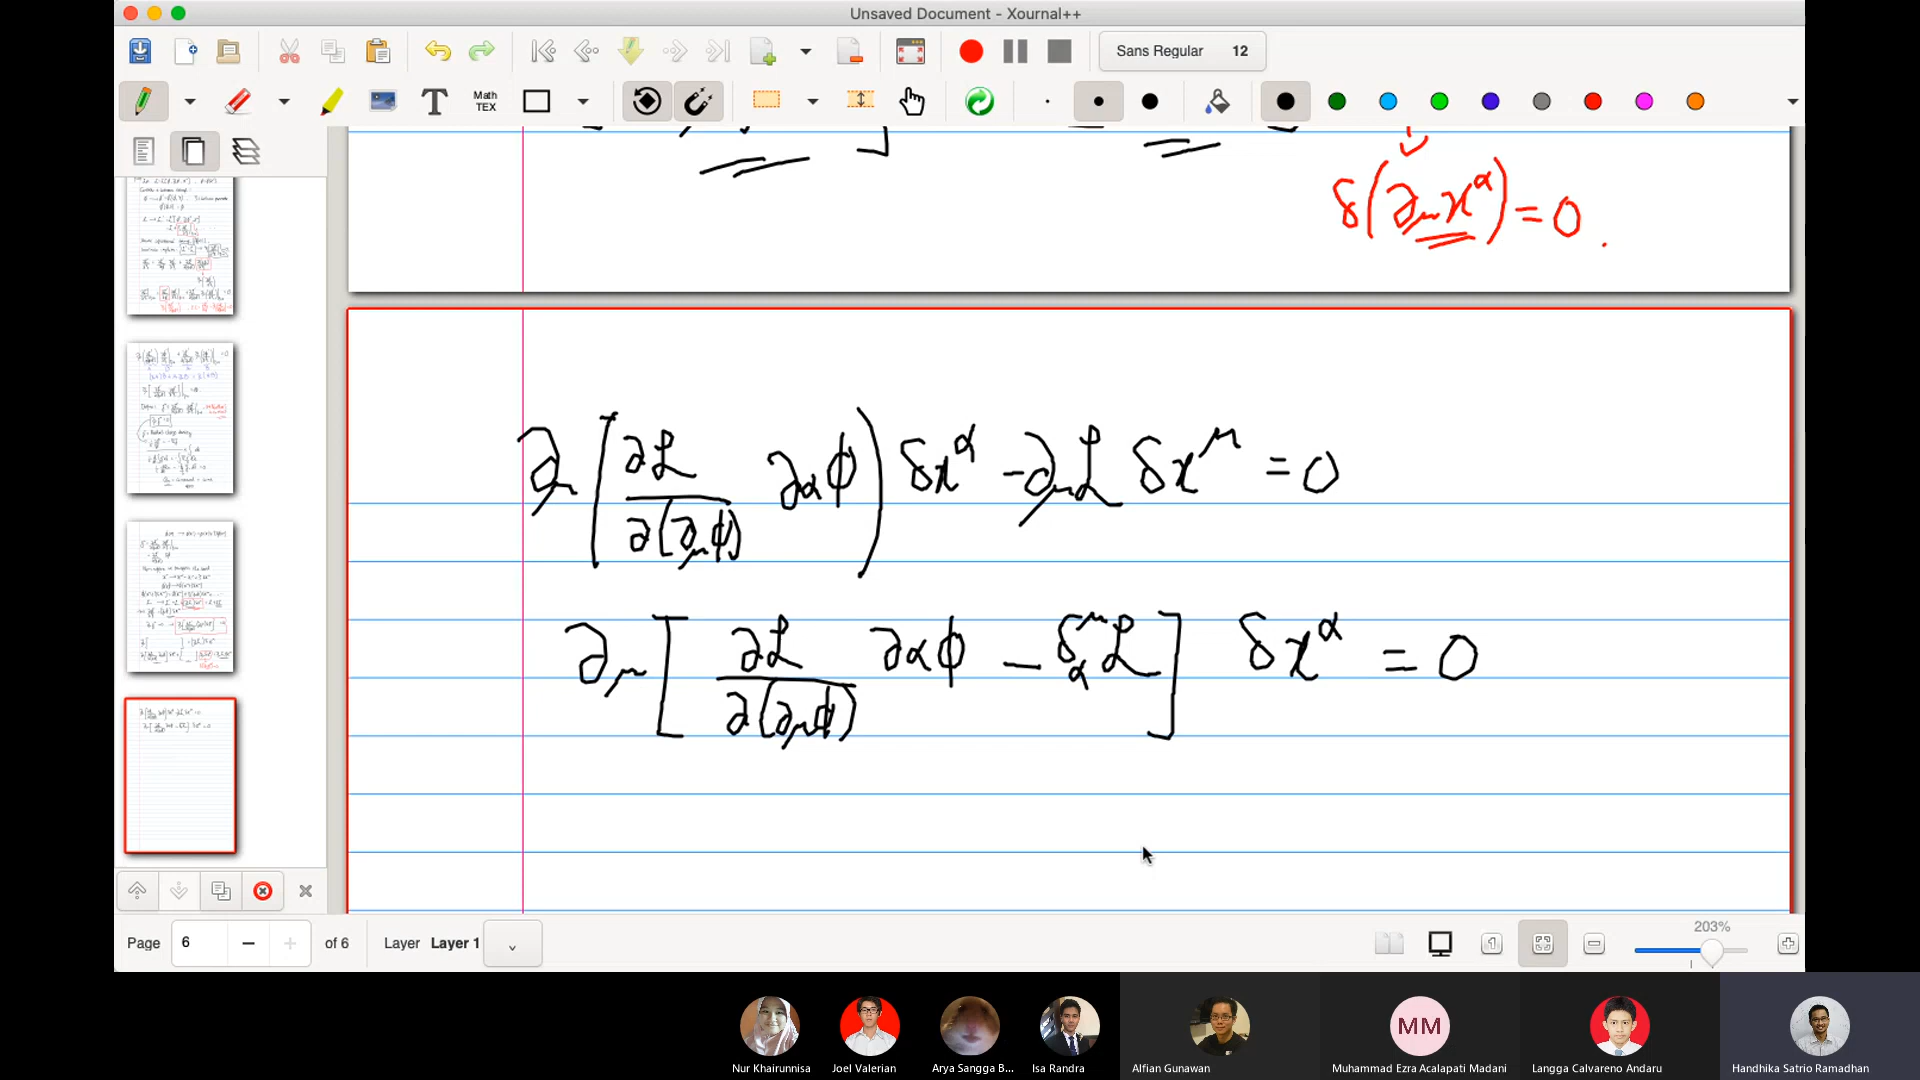 Unsaved Document - Xournal++
Sans Regular 12
Math
TEX
δ(∂μ x^α) = 0.
∂μ (∂ℒ/∂(∂μϕ) ∂αϕ) δx^α - ∂μℒ δx^μ = 0
∂μ [∂ℒ/∂(∂μϕ) ∂αϕ - δ^μ_α ℒ] δx^α = 0
Page 6 of 6 Layer Layer 1
203%
Nur Khairunnisa
Joel Valerian
Arya Sangga B...
Isa Randra
Alfian Gunawan
MM
Muhammad Ezra Acalapati Madani
Langga Calvareno Andaru
Handhika Satrio Ramadhan